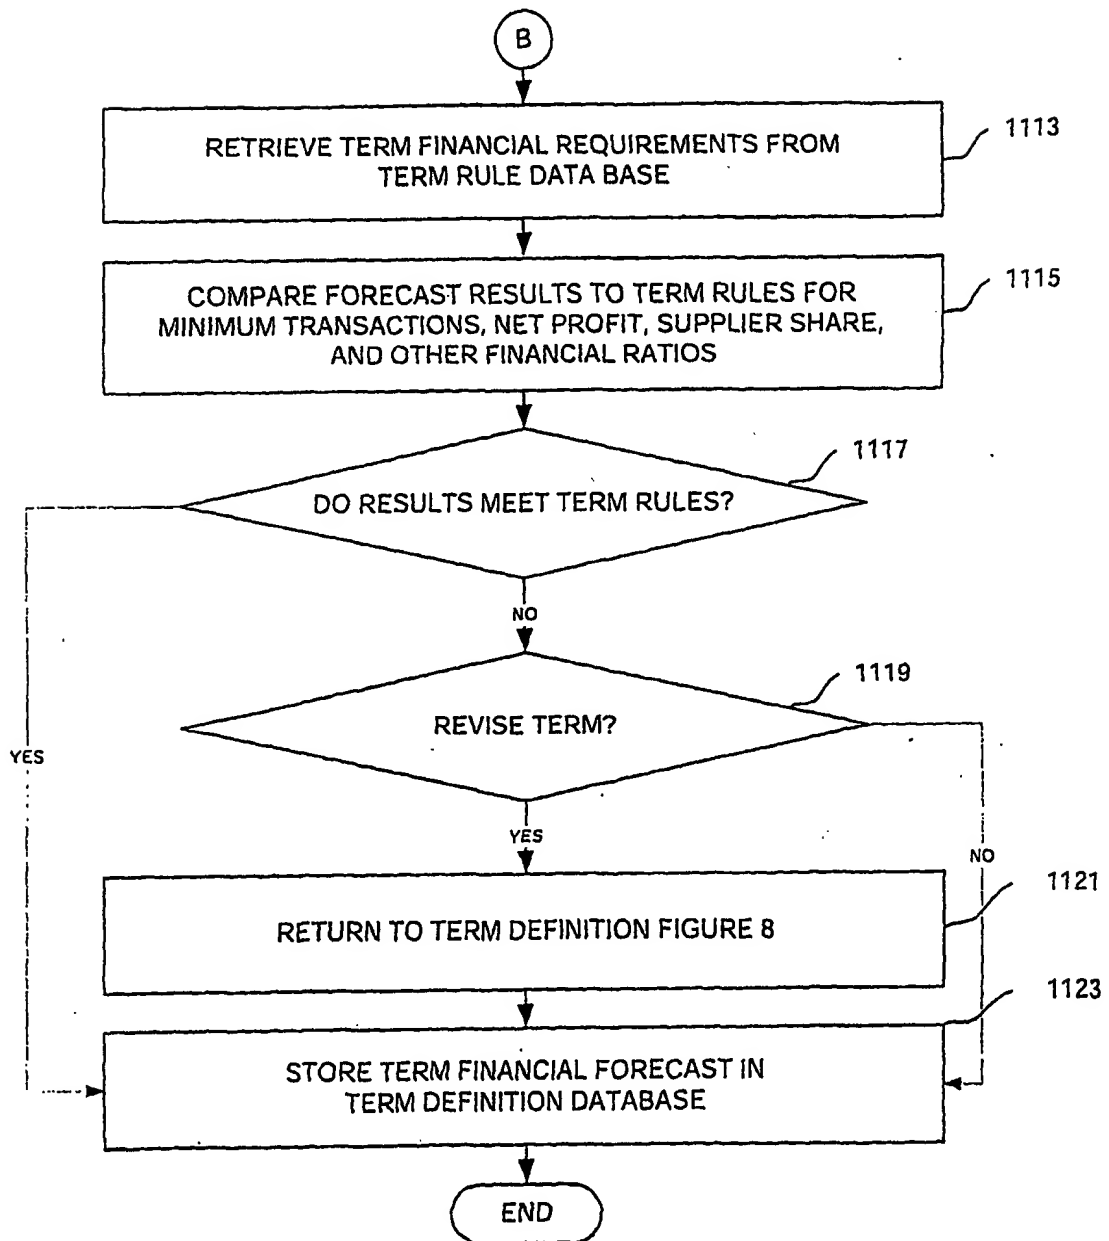 B
RETRIEVE TERM FINANCIAL REQUIREMENTS FROM
TERM RULE DATA BASE
1113
COMPARE FORECAST RESULTS TO TERM RULES FOR
MINIMUM TRANSACTIONS, NET PROFIT, SUPPLIER SHARE,
AND OTHER FINANCIAL RATIOS
1115
1117
DO RESULTS MEET TERM RULES?
NO
1119
REVISE TERM?
YES
YES
NO
1121
RETURN TO TERM DEFINITION FIGURE 8
1123
STORE TERM FINANCIAL FORECAST IN
TERM DEFINITION DATABASE
END